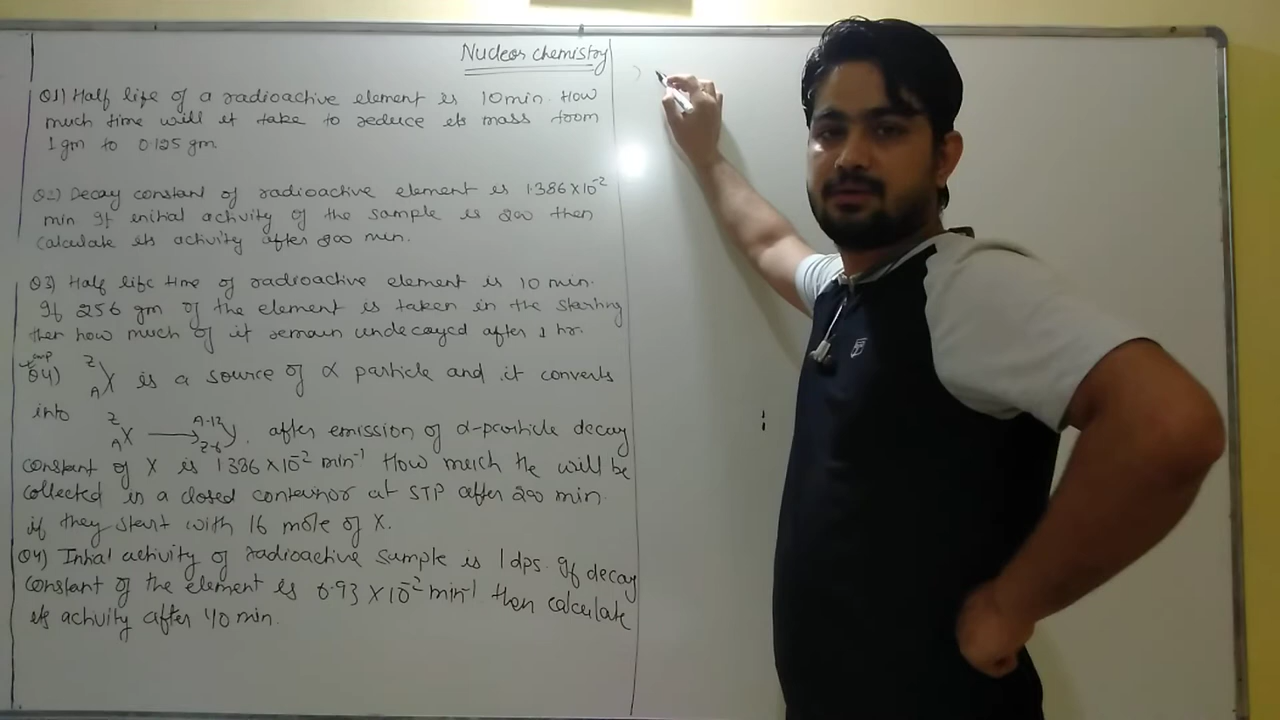 Nuclear chemistry
Q1) Half life of a radioactive element is 10 min. How
much time will it take to reduce its mass from
1 gm to 0.125 gm.
Q2) Decay constant of radioactive element is 1.386 X 10⁻²
min If initial activity of the sample is 200 then
calculate its activity after 200 min.
Q3) Half life time of radioactive element is 10 min.
If 256 gm of the element is taken in the starting
then how much of it remain undecayed after 1 hr.
imp
Q4) Z A X is a source of α particle and it converts
into
Z A X → A-12 Z-6 Y. after emission of α-particle decay
constant of X is 1386 X 10⁻² min⁻¹ How much He will be
collected in a closed container at STP after 200 min
if they start with 16 mole of X.
Q4) Inital activity of radioactive sample is 1 dps. If decay
constant of the element is 6.93 X 10⁻² min⁻¹ then calculate
its activity after 40 min.